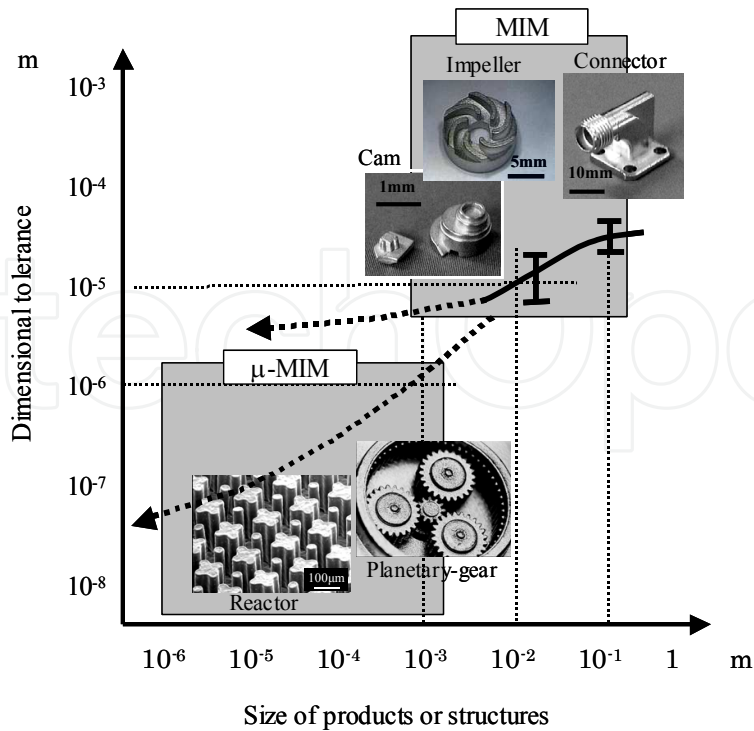 MIM
m
Impeller
Connector
10⁻³
5mm
10mm
Cam
1mm
10⁻⁴
10⁻⁵
Dimensional tolerance
μ-MIM
10⁻⁶
10⁻⁷
100μm
Planetary-gear
10⁻⁸
Reactor
10⁻⁶ 10⁻⁵ 10⁻⁴ 10⁻³ 10⁻² 10⁻¹ 1 m
Size of products or structures